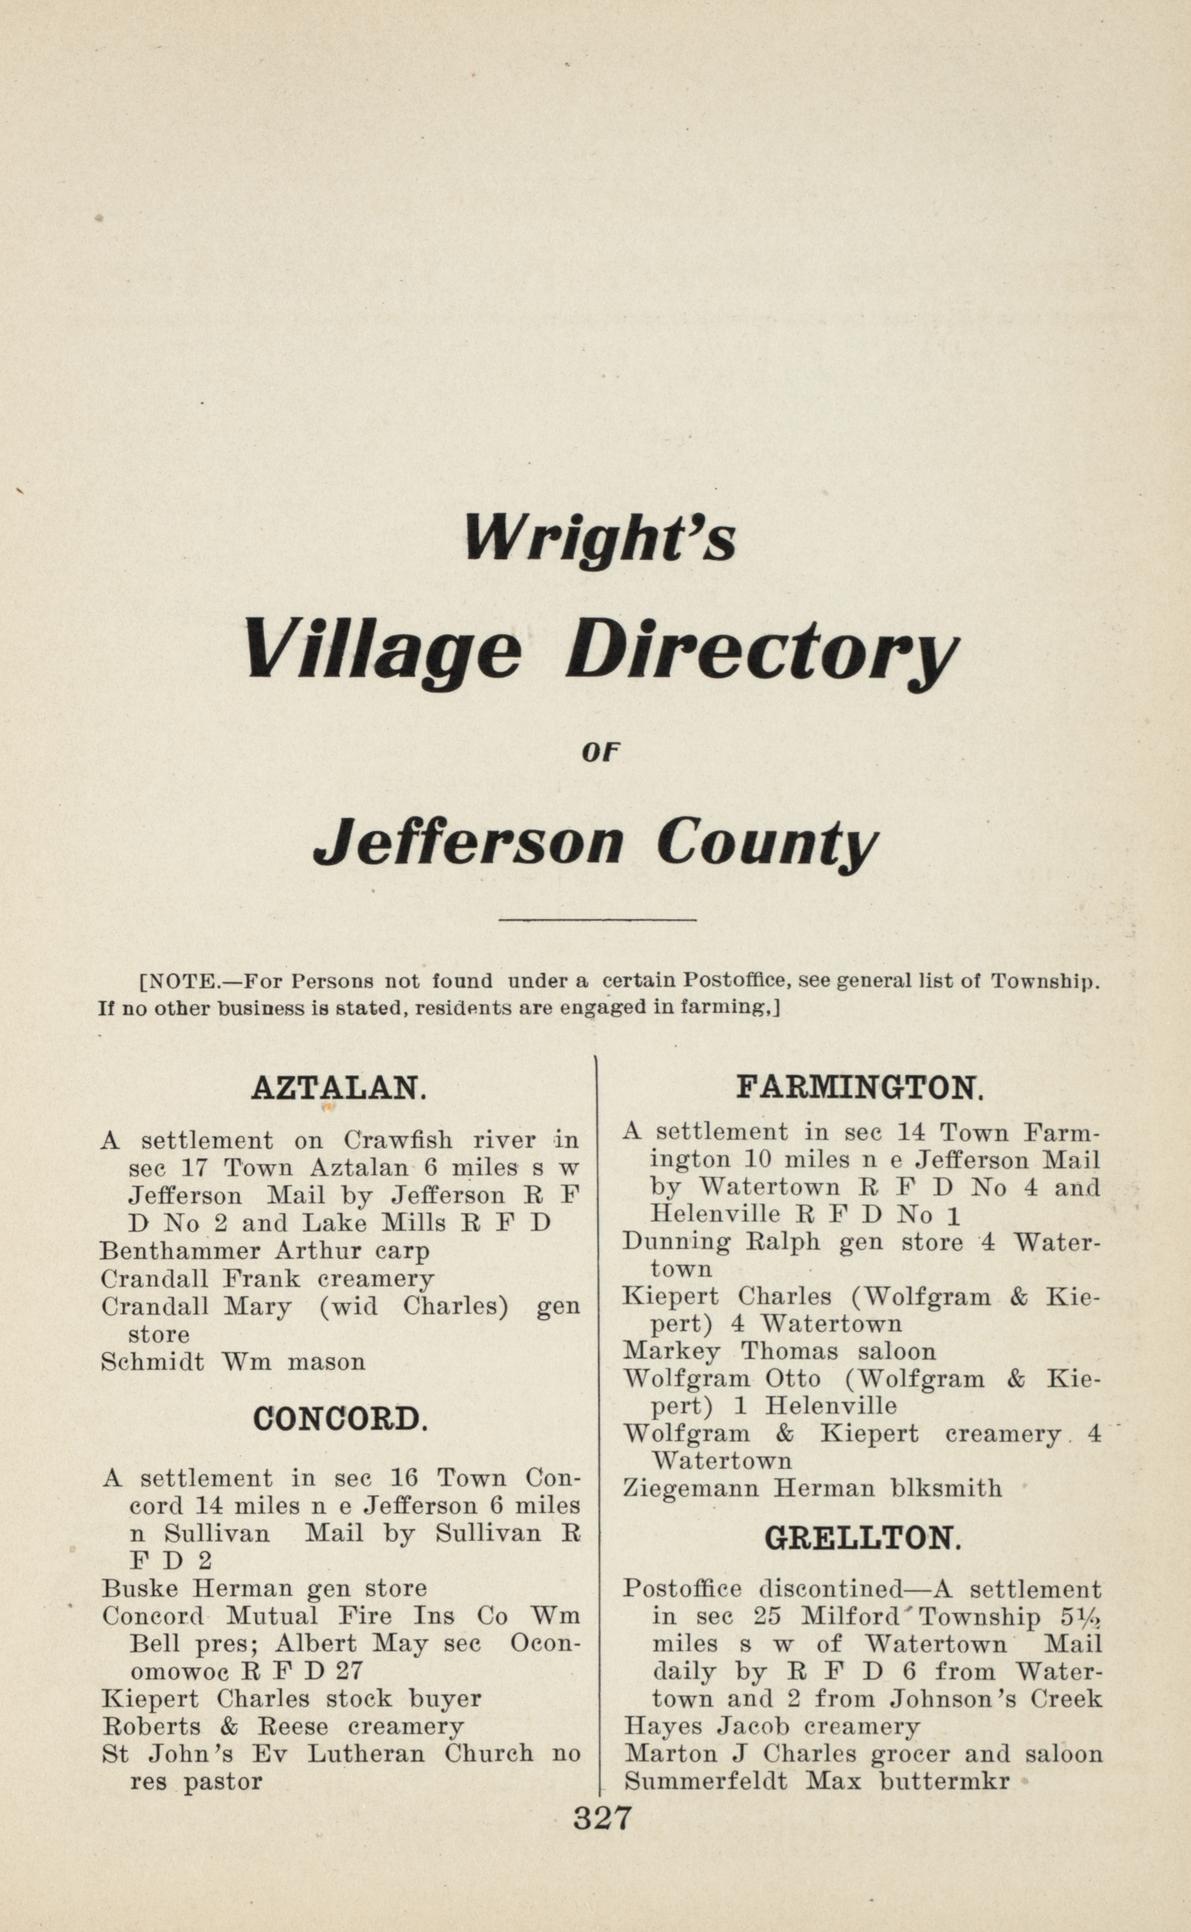 Wright's
Village Directory
OF
Jefferson County
[NOTE.—For Persons not found under a certain Postoffice, see general list of Township.
If no other business is stated, residents are engaged in farming,]
AZTALAN.
A settlement on Crawfish river in
sec 17 Town Aztalan 6 miles s w
Jefferson Mail by Jefferson R F
D No 2 and Lake Mills R F D
Benthammer Arthur carp
Crandall Frank creamery
Crandall Mary (wid Charles) gen
store
Schmidt Wm mason
CONCORD.
A settlement in sec 16 Town Con-
cord 14 miles n e Jefferson 6 miles
n Sullivan Mail by Sullivan R
F D 2
Buske Herman gen store
Concord Mutual Fire Ins Co Wm
Bell pres; Albert May sec Ocon-
omowoc R F D 27
Kiepert Charles stock buyer
Roberts & Reese creamery
St John's Ev Lutheran Church no
res pastor
FARMINGTON.
A settlement in sec 14 Town Farm-
ington 10 miles n e Jefferson Mail
by Watertown R F D No 4 and
Helenville R F D No 1
Dunning Ralph gen store 4 Water-
town
Kiepert Charles (Wolfgram & Kie-
pert) 4 Watertown
Markey Thomas saloon
Wolfgram Otto (Wolfgram & Kie-
pert) 1 Helenville
Wolfgram & Kiepert creamery 4
Watertown
Ziegemann Herman blksmith
GRELLTON.
Postoffice discontined—A settlement
in sec 25 Milford Township 5½
miles s w of Watertown Mail
daily by R F D 6 from Water-
town and 2 from Johnson's Creek
Hayes Jacob creamery
Marton J Charles grocer and saloon
Summerfeldt Max buttermkr
327